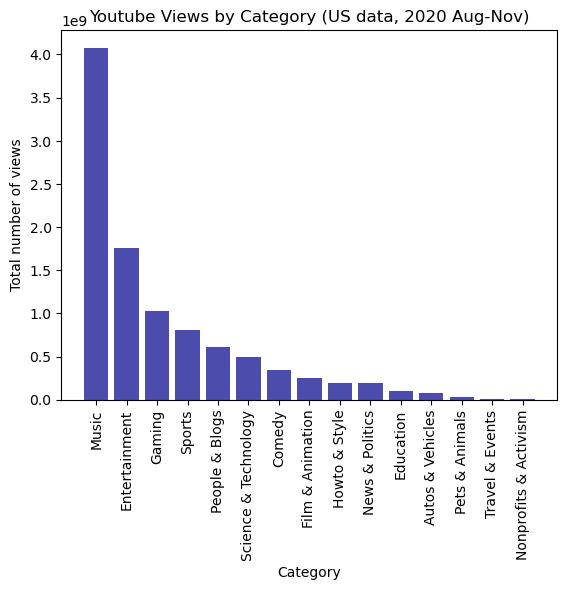 Youtube Views by Category (US data, 2020 Aug-Nov)
1e9
4.0
3.5
3.0
2.5
2.0
1.5
1.0
0.5
0.0
Total number of views
Music
Entertainment
Gaming
Sports
People & Blogs
Science & Technology
Comedy
Film & Animation
Howto & Style
News & Politics
Education
Autos & Vehicles
Pets & Animals
Travel & Events
Nonprofits & Activism
Category